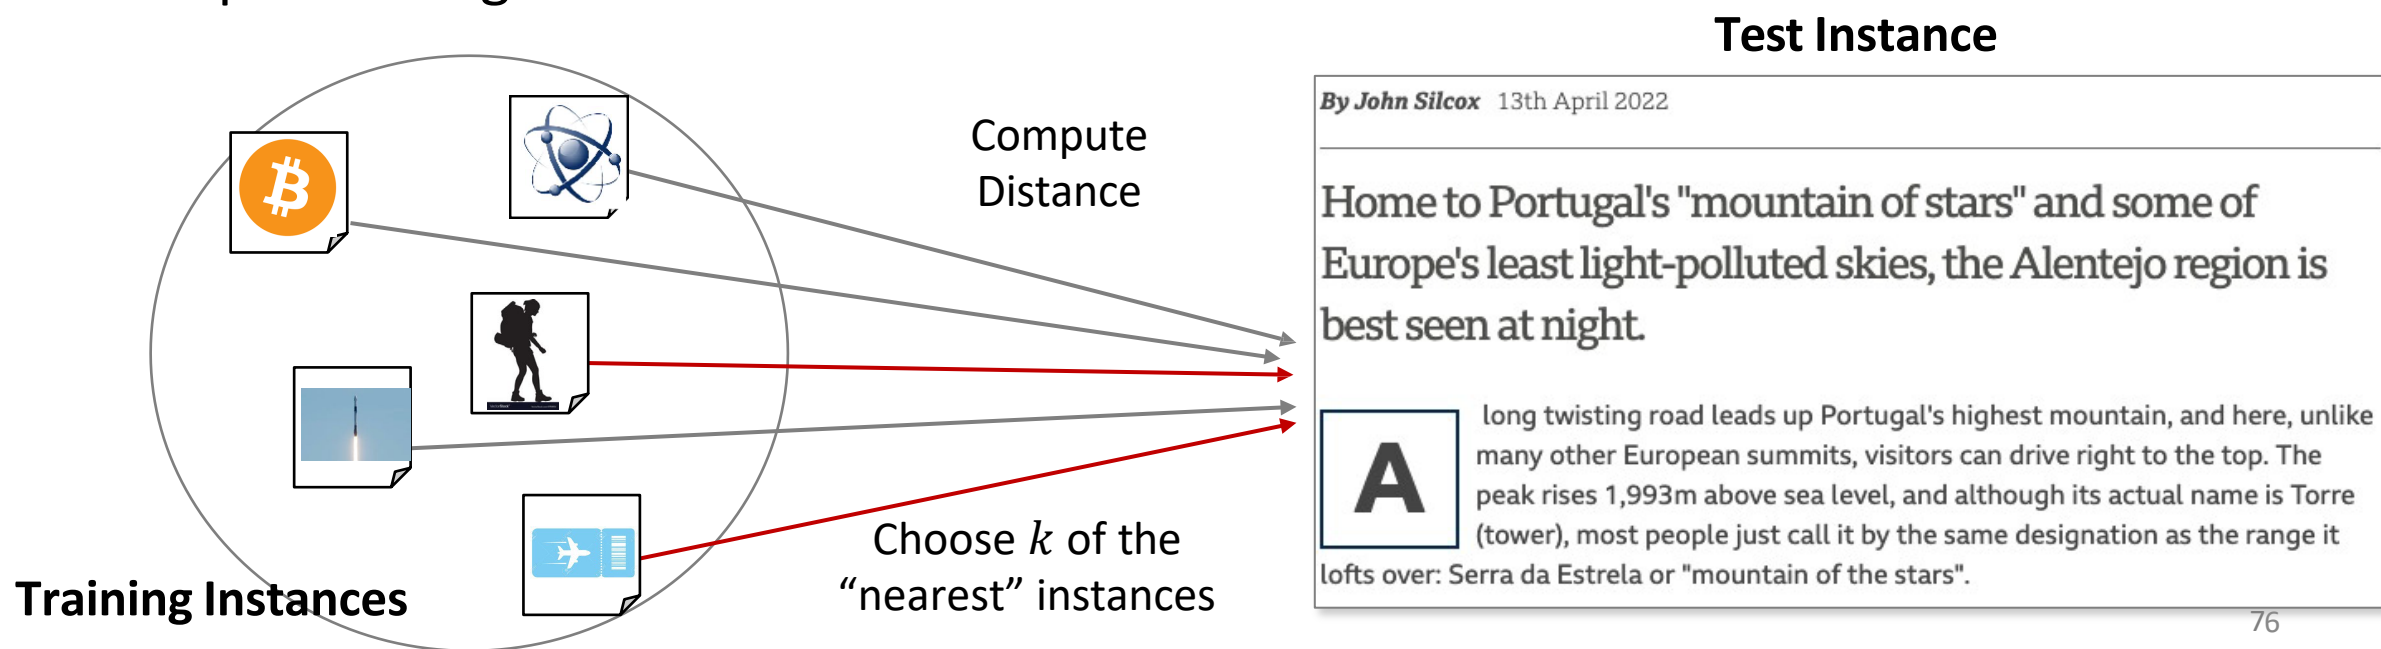 Test Instance
By John Silcox 13th April 2022
Compute
Distance
Home to Portugal's "mountain of stars" and some of
Europe's least light-polluted skies, the Alentejo region is
best seen at night.
A long twisting road leads up Portugal's highest mountain, and here, unlike
many other European summits, visitors can drive right to the top. The
peak rises 1,993m above sea level, and although its actual name is Torre
(tower), most people just call it by the same designation as the range it
lofts over: Serra da Estrela or "mountain of the stars".
Choose k of the
“nearest” instances
Training Instances
76